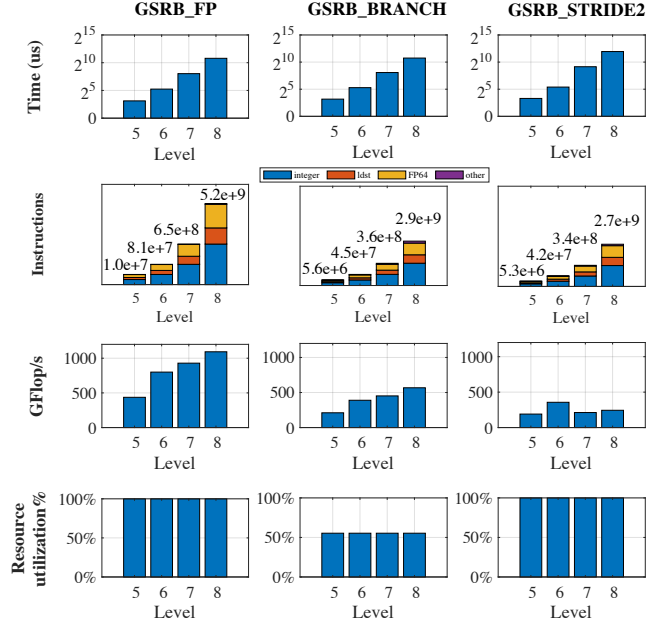 GSRB_FP GSRB_BRANCH GSRB_STRIDE2
Time (us)
2^15
2^10
2^5
0
5 6 7 8
Level
2^15
2^10
2^5
0
5 6 7 8
Level
2^15
2^10
2^5
0
5 6 7 8
Level
integer ldst FP64 other
Instructions
1.0e+7
8.1e+7
6.5e+8
5.2e+9
5 6 7 8
Level
5.6e+6
4.5e+7
3.6e+8
2.9e+9
5 6 7 8
Level
5.3e+6
4.2e+7
3.4e+8
2.7e+9
5 6 7 8
Level
GFlop/s
1000
500
0
5 6 7 8
Level
1000
500
0
5 6 7 8
Level
1000
500
0
5 6 7 8
Level
Resource
utilization%
100%
50%
0%
5 6 7 8
Level
100%
50%
0%
5 6 7 8
Level
100%
50%
0%
5 6 7 8
Level